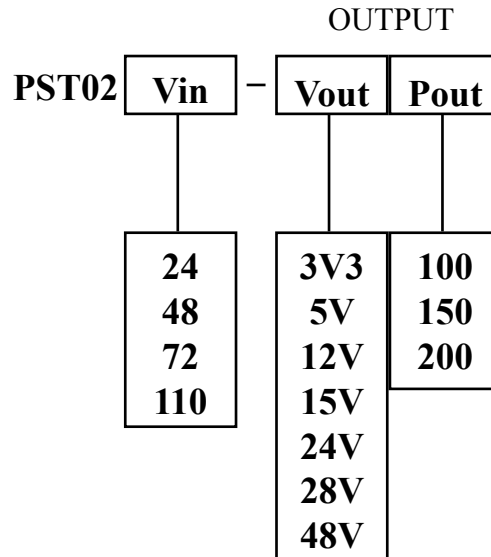 OUTPUT
PST02 Vin – Vout Pout
24 3V3 100
48 5V 150
72 12V 200
110 15V
24V
28V
48V